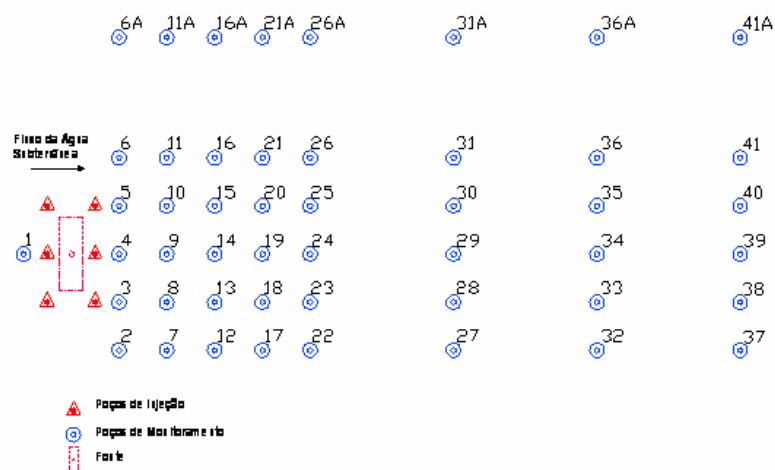 6A 11A 16A 21A 26A 31A 36A 41A
Fluxo da Água
Subterrânea
6 11 16 21 26 31 36 41
5 10 15 20 25 30 35 40
1 4 9 14 19 24 29 34 39
3 8 13 18 23 28 33 38
2 7 12 17 22 27 32 37
Poços de Injeção
Poços de Monitoramento
Fonte